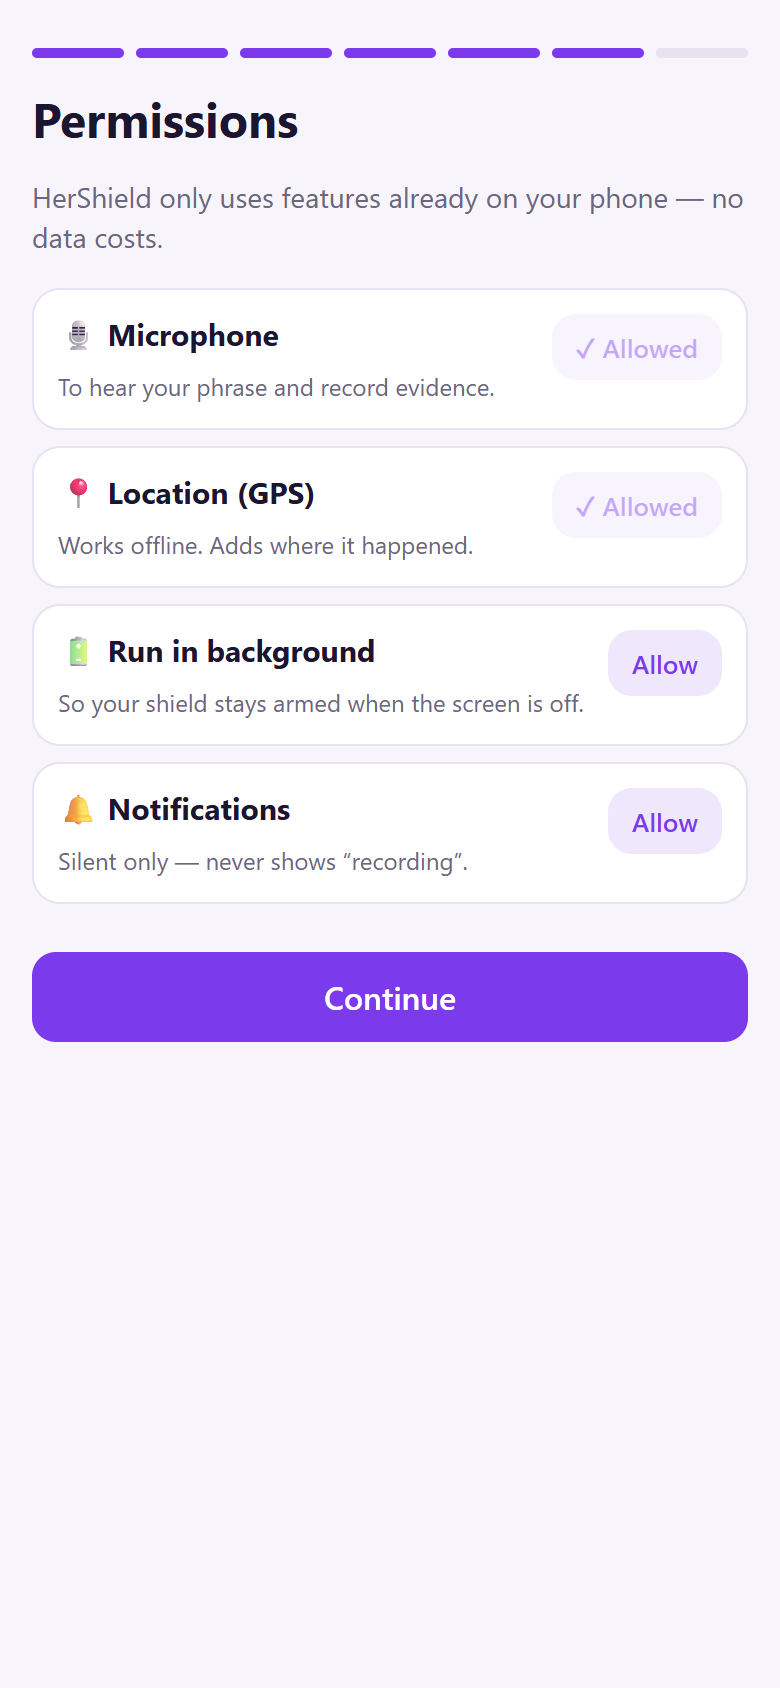 Permissions
HerShield only uses features already on your phone — no
data costs.
Microphone
✓ Allowed
To hear your phrase and record evidence.
Location (GPS)
✓ Allowed
Works offline. Adds where it happened.
Run in background
Allow
So your shield stays armed when the screen is off.
Notifications
Allow
Silent only — never shows “recording”.
Continue